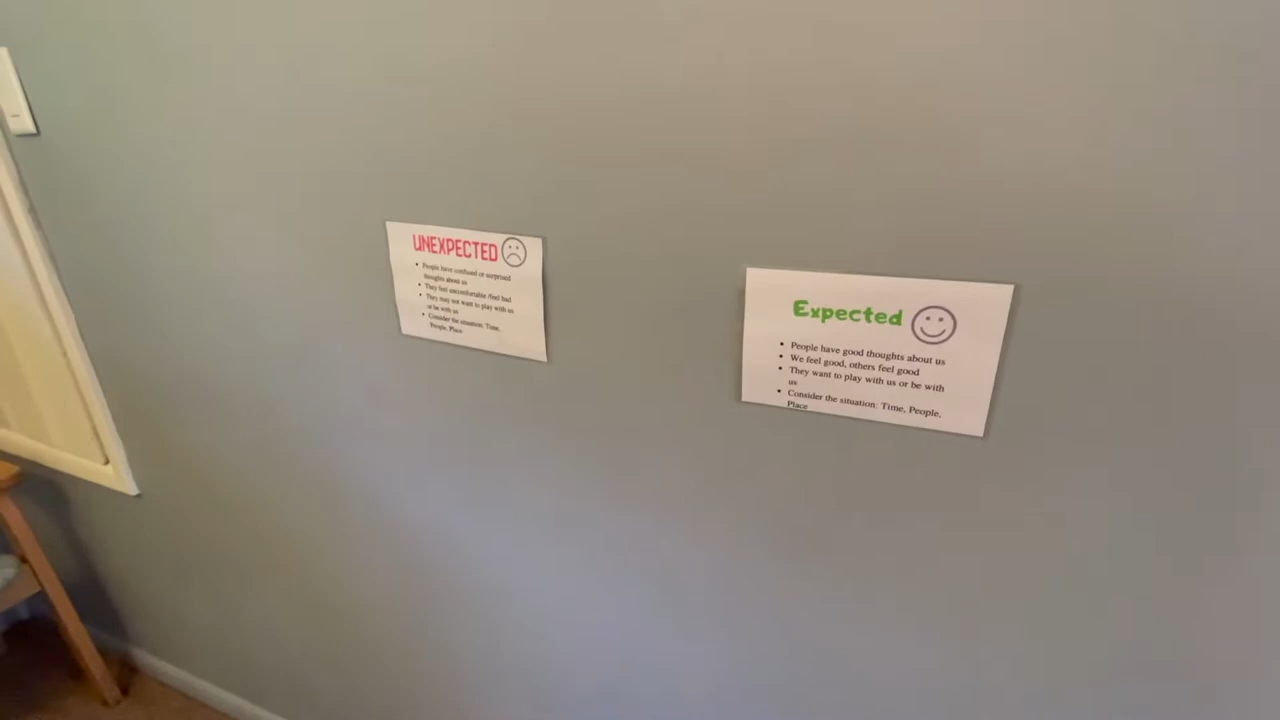 UNEXPECTED
• People have confused or surprised
thoughts about us
• They feel uncomfortable /feel bad
• They may not want to play with us
or be with us
• Consider the situation: Time,
People, Place
Expected
• People have good thoughts about us
• We feel good, others feel good
• They want to play with us or be with
us
• Consider the situation: Time, People,
Place